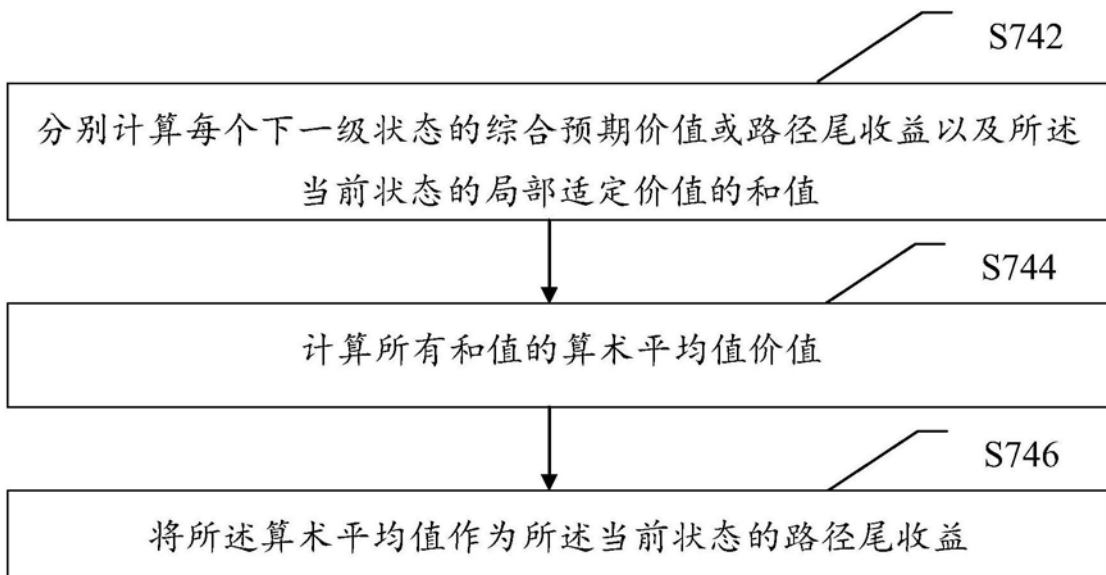 S742
分别计算每个下一级状态的综合预期价值或路径尾收益以及所述
当前状态的局部适定价值的和值
S744
计算所有和值的算术平均值价值
S746
将所述算术平均值作为所述当前状态的路径尾收益